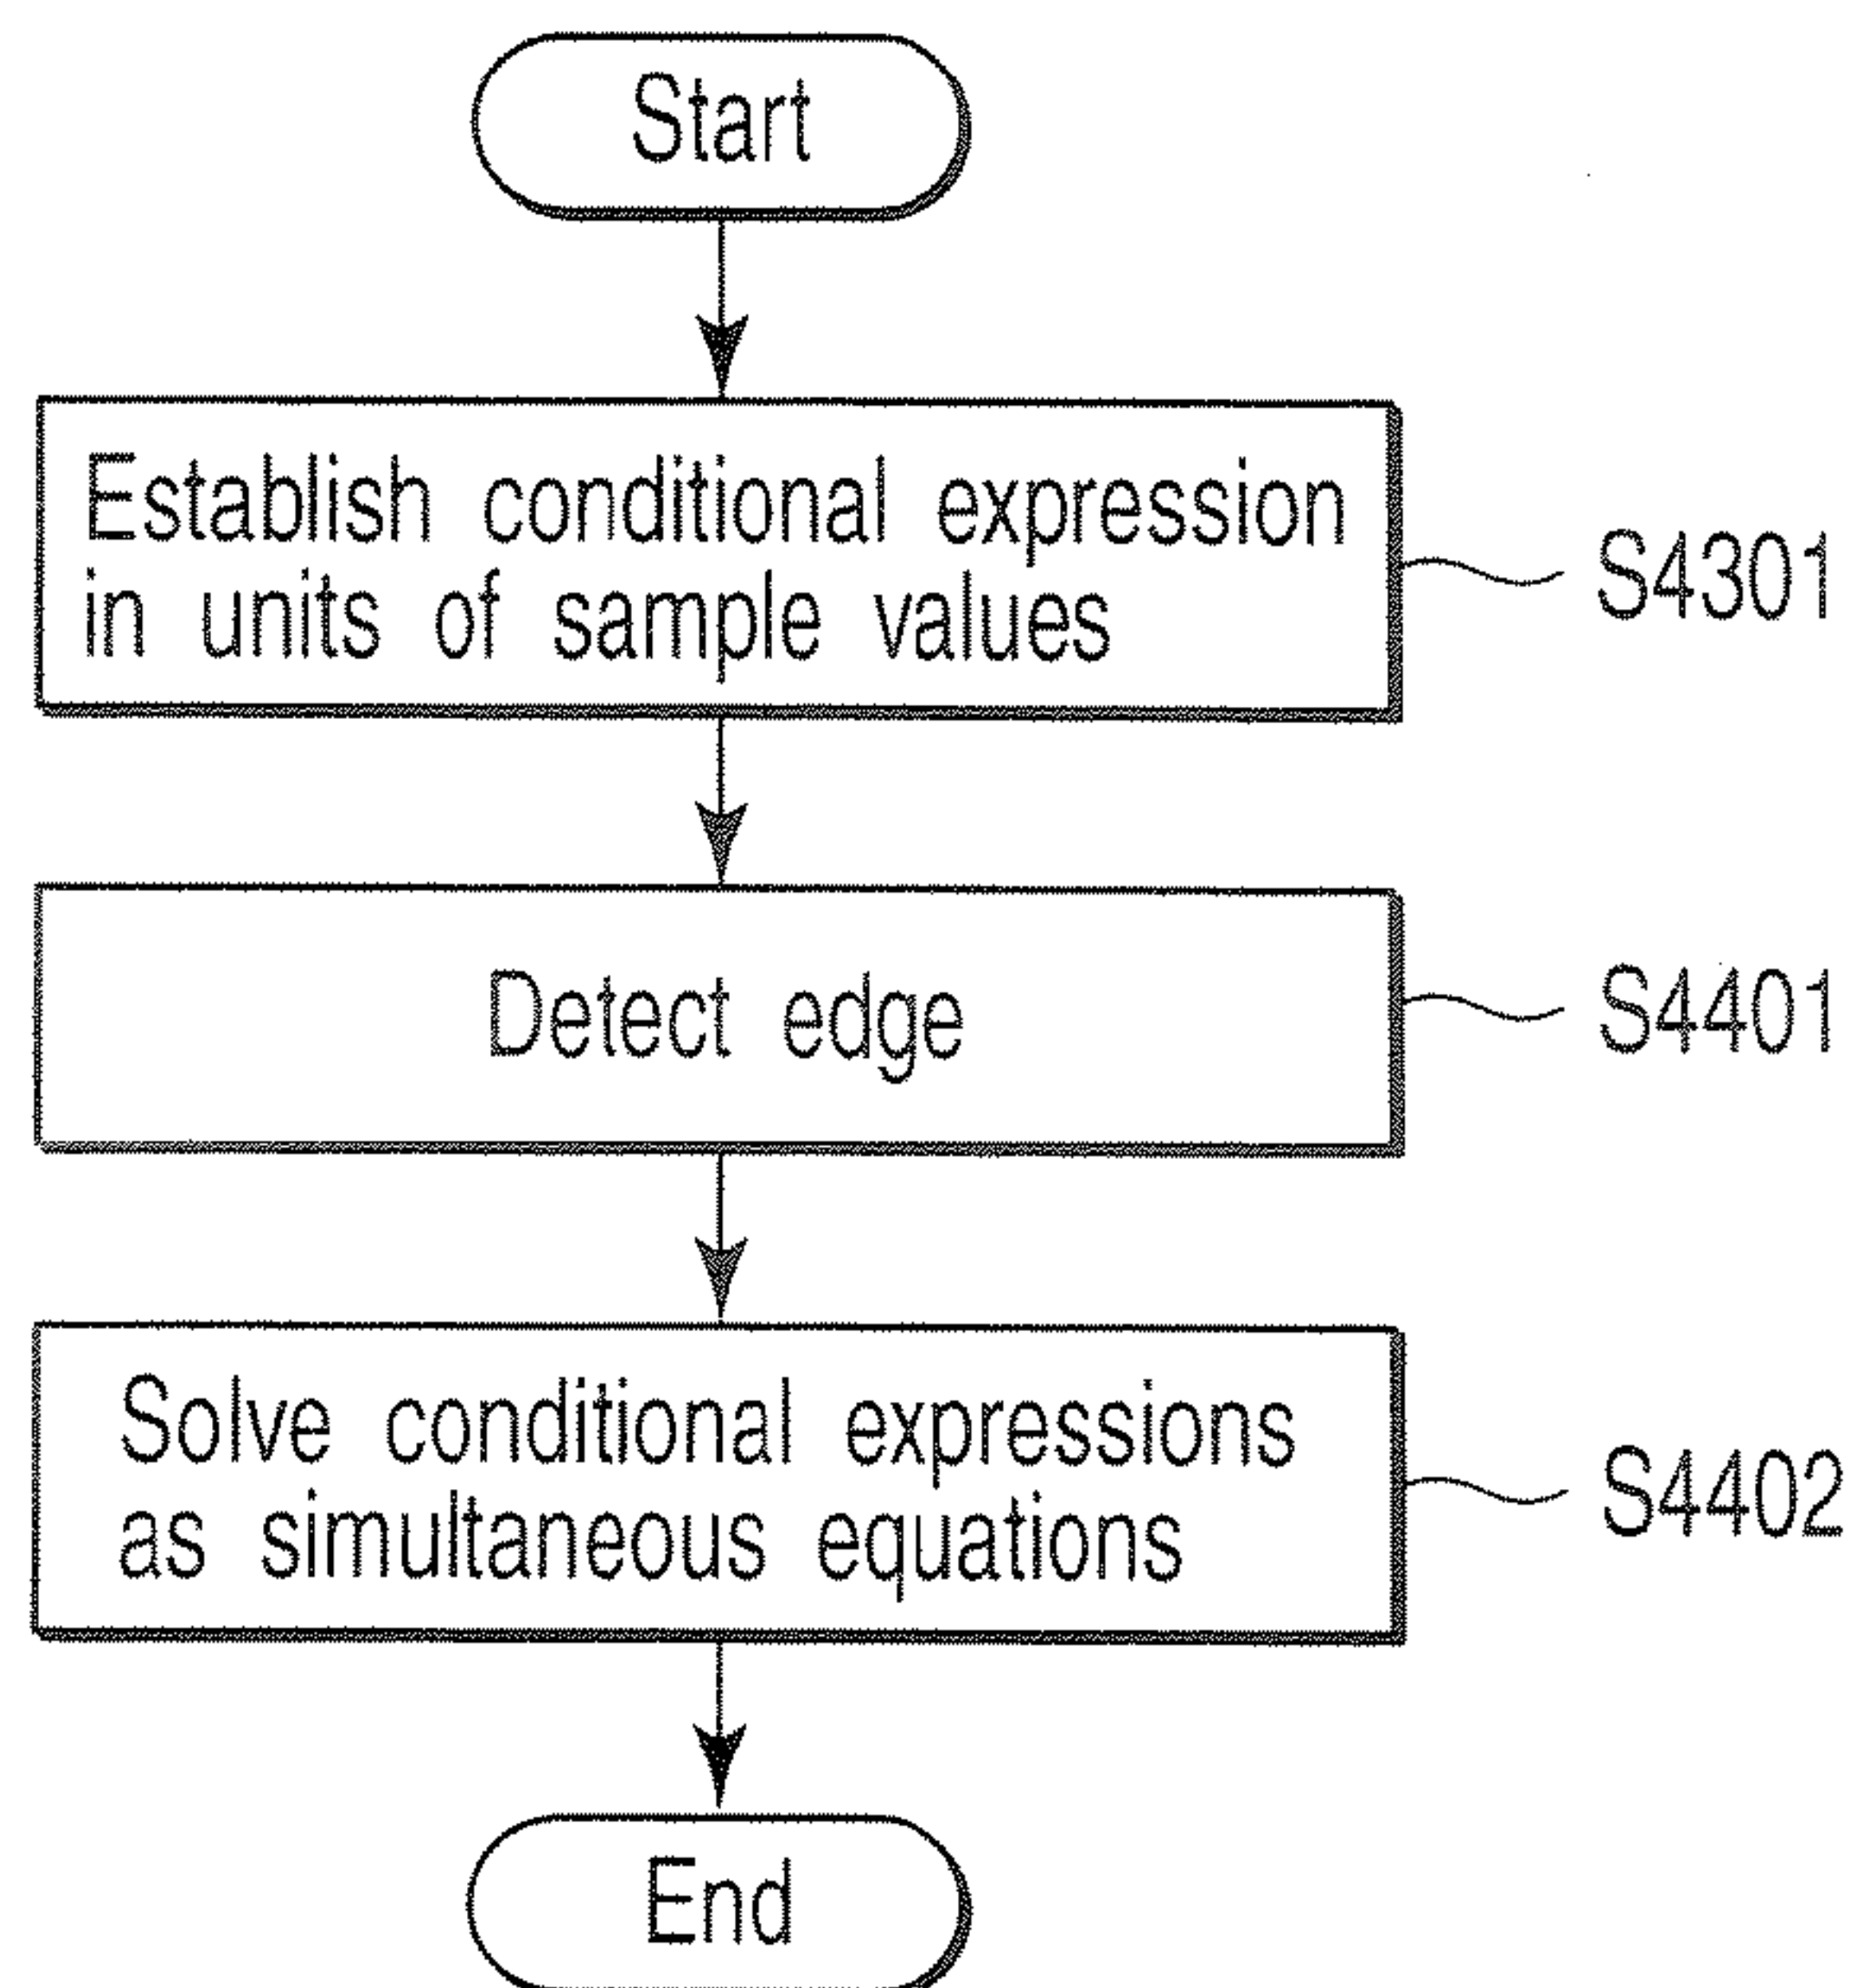 Start
Establish conditional expression
in units of sample values
S4301
Detect edge
S4401
Solve conditional expressions
as simultaneous equations
S4402
End